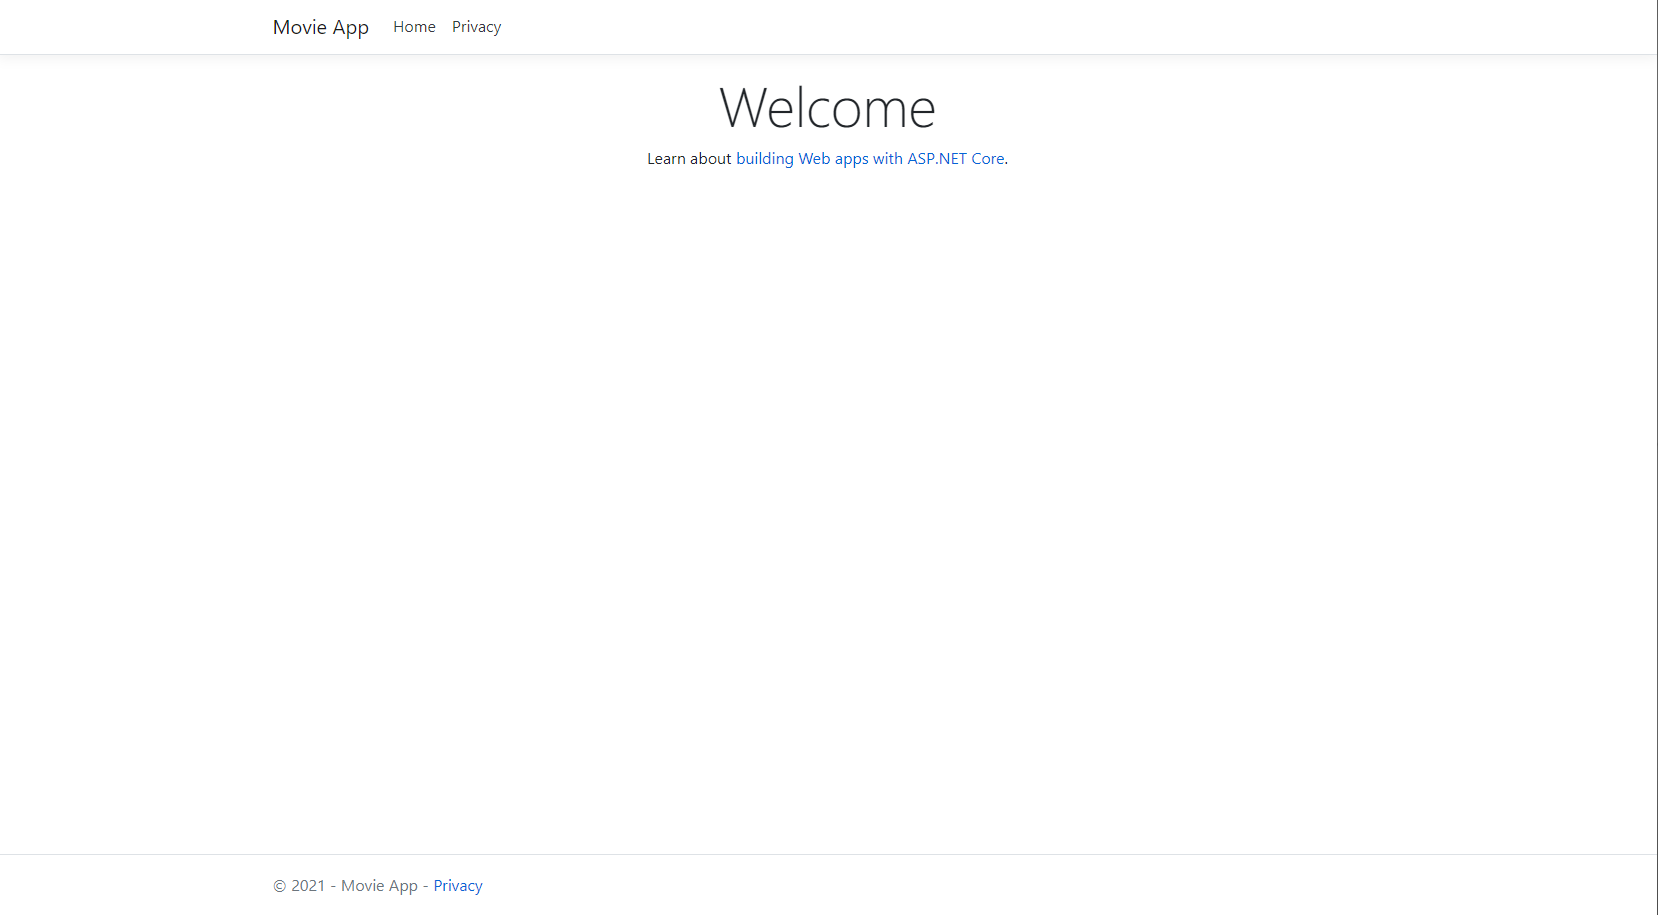 Movie App Home Privacy
Welcome
Learn about building Web apps with ASP.NET Core.
© 2021 - Movie App - Privacy